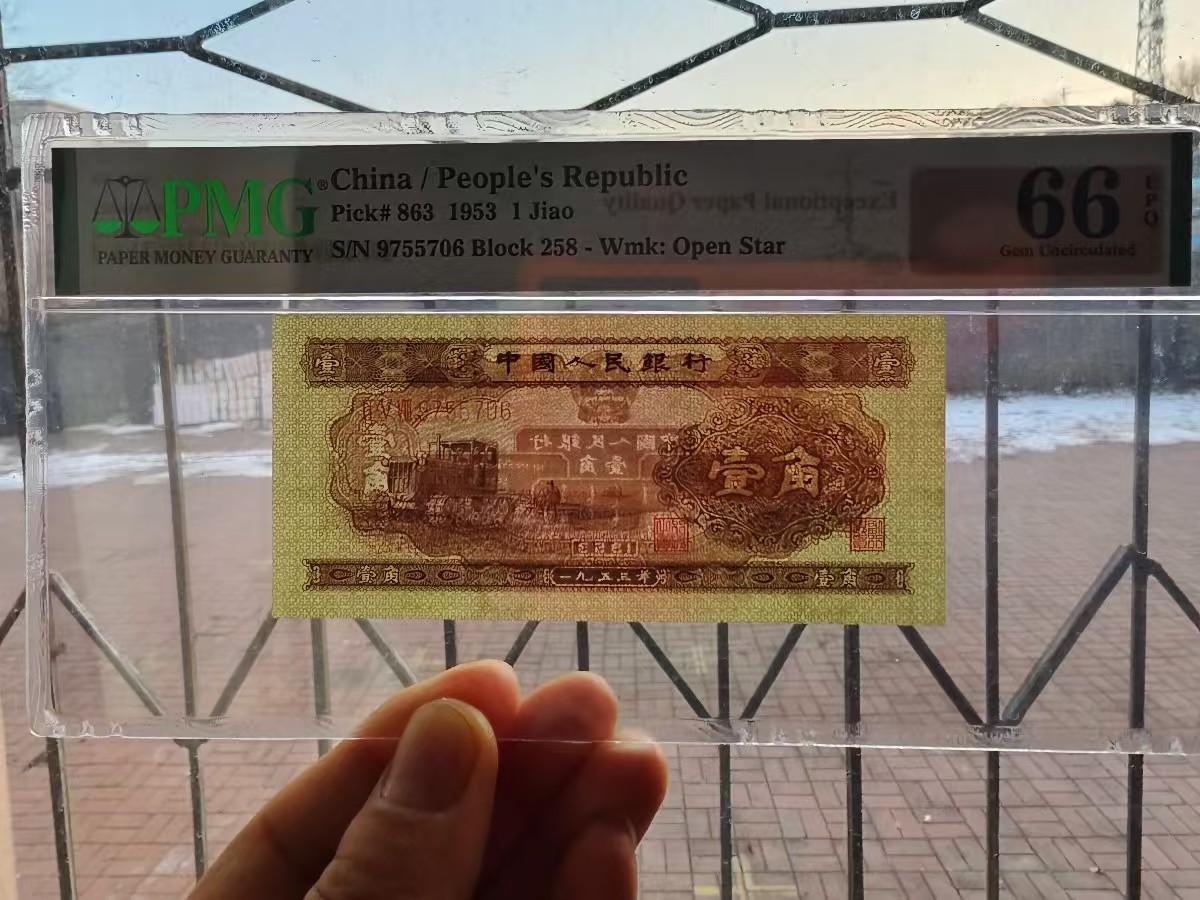 PMG®
PAPER MONEY GUARANTY
China / People's Republic
Pick# 863 1953 1 Jiao
S/N 9755706 Block 258 - Wmk: Open Star
Exceptional Paper Quality
66
EPQ
Gem Uncirculated
壹
中國人民銀行
壹
9755706
壹角
中國人民銀行
壹角
壹角
1953
壹角
一九五三年
壹角